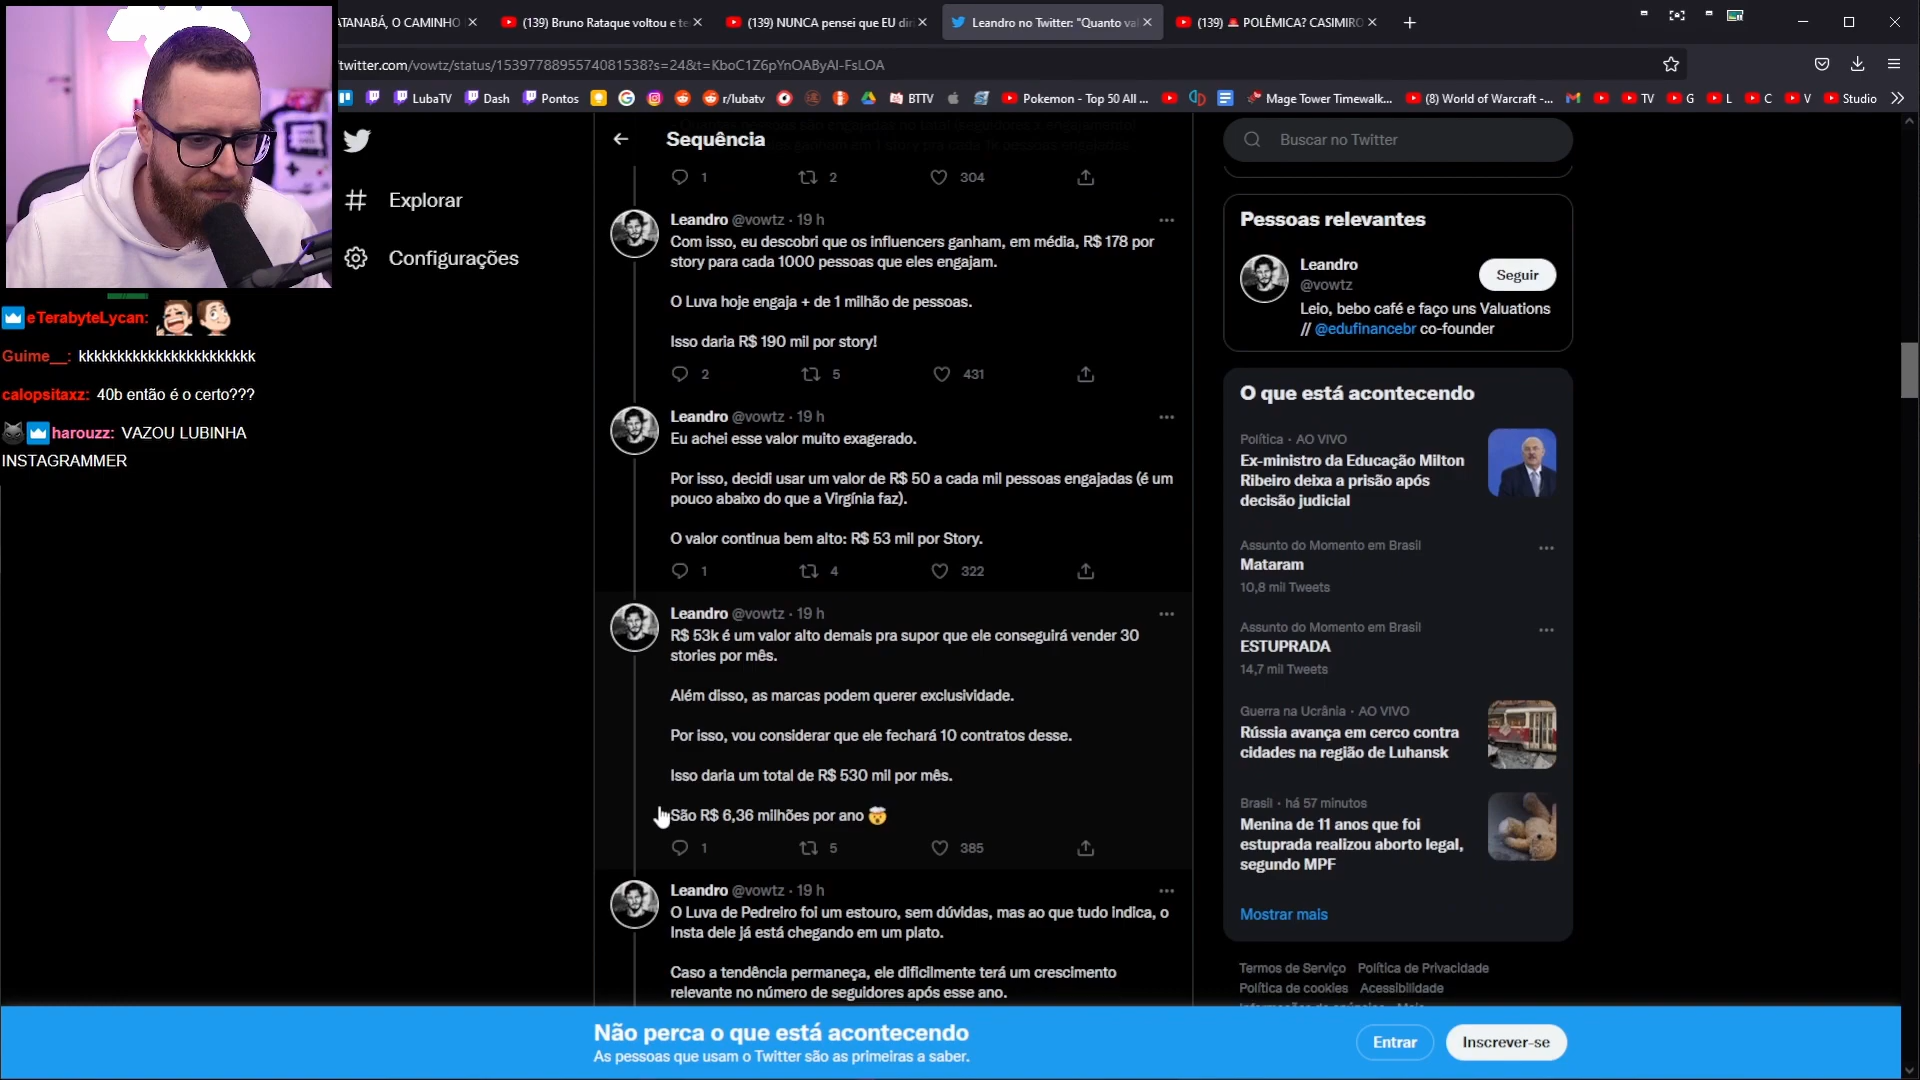 ATANABÁ, O CAMINHO
(139) Bruno Rataque voltou e te
(139) NUNCA pensei que EU din
Leandro no Twitter: "Quanto va
(139) 🚨 POLÊMICA? CASIMIRO
twitter.com/vowtz/status/1539778895574081538?s=24&t=KboC1Z6pYnOAByAI-FsLOA
LubaTV
Dash
Pontos
r/lubatv
BTTV
Pokemon - Top 50 All ...
Mage Tower Timewalk...
(8) World of Warcraft -...
TV
G
L
C
V
Studio
eTerabyteLycan:
Guime__: kkkkkkkkkkkkkkkkkkkkkkk
calopsitaxz: 40b então é o certo???
harouzz: VAZOU LUBINHA
INSTAGRAMMER
Explorar
Configurações
Sequência
1 2 304
Leandro @vowtz · 19 h
Com isso, eu descobri que os influencers ganham, em média, R$ 178 por
story para cada 1000 pessoas que eles engajam.
O Luva hoje engaja + de 1 milhão de pessoas.
Isso daria R$ 190 mil por story!
2 5 431
Leandro @vowtz · 19 h
Eu achei esse valor muito exagerado.
Por isso, decidi usar um valor de R$ 50 a cada mil pessoas engajadas (é um
pouco abaixo do que a Virgínia faz).
O valor continua bem alto: R$ 53 mil por Story.
1 4 322
Leandro @vowtz · 19 h
R$ 53k é um valor alto demais pra supor que ele conseguirá vender 30
stories por mês.
Além disso, as marcas podem querer exclusividade.
Por isso, vou considerar que ele fechará 10 contratos desse.
Isso daria um total de R$ 530 mil por mês.
São R$ 6,36 milhões por ano 🤯
1 5 385
Leandro @vowtz · 19 h
O Luva de Pedreiro foi um estouro, sem dúvidas, mas ao que tudo indica, o
Insta dele já está chegando em um plato.
Caso a tendência permaneça, ele dificilmente terá um crescimento
relevante no número de seguidores após esse ano.
Buscar no Twitter
Pessoas relevantes
Leandro
@vowtz
Seguir
Leio, bebo café e faço uns Valuations
// @edufinancebr co-founder
O que está acontecendo
Política · AO VIVO
Ex-ministro da Educação Milton
Ribeiro deixa a prisão após
decisão judicial
Assunto do Momento em Brasil
Mataram
10,8 mil Tweets
Assunto do Momento em Brasil
ESTUPRADA
14,7 mil Tweets
Guerra na Ucrânia · AO VIVO
Rússia avança em cerco contra
cidades na região de Luhansk
Brasil · há 57 minutos
Menina de 11 anos que foi
estuprada realizou aborto legal,
segundo MPF
Mostrar mais
Termos de Serviço Política de Privacidade
Política de cookies Acessibilidade
Não perca o que está acontecendo
As pessoas que usam o Twitter são as primeiras a saber.
Entrar
Inscrever-se